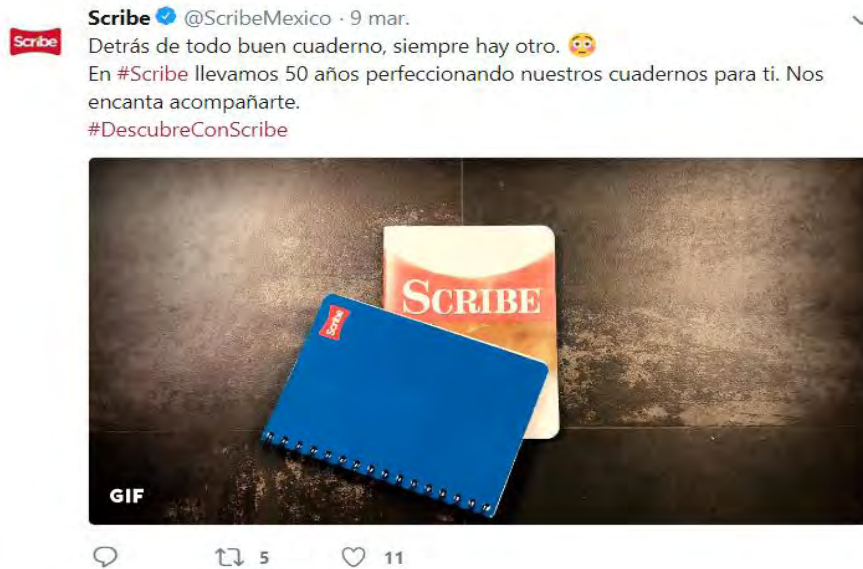 Scribe
Scribe @ScribeMexico · 9 mar.
Detrás de todo buen cuaderno, siempre hay otro. 😳
En #Scribe llevamos 50 años perfeccionando nuestros cuadernos para ti. Nos
encanta acompañarte.
#DescubreConScribe
SCRIBE
Scribe
GIF
5 11